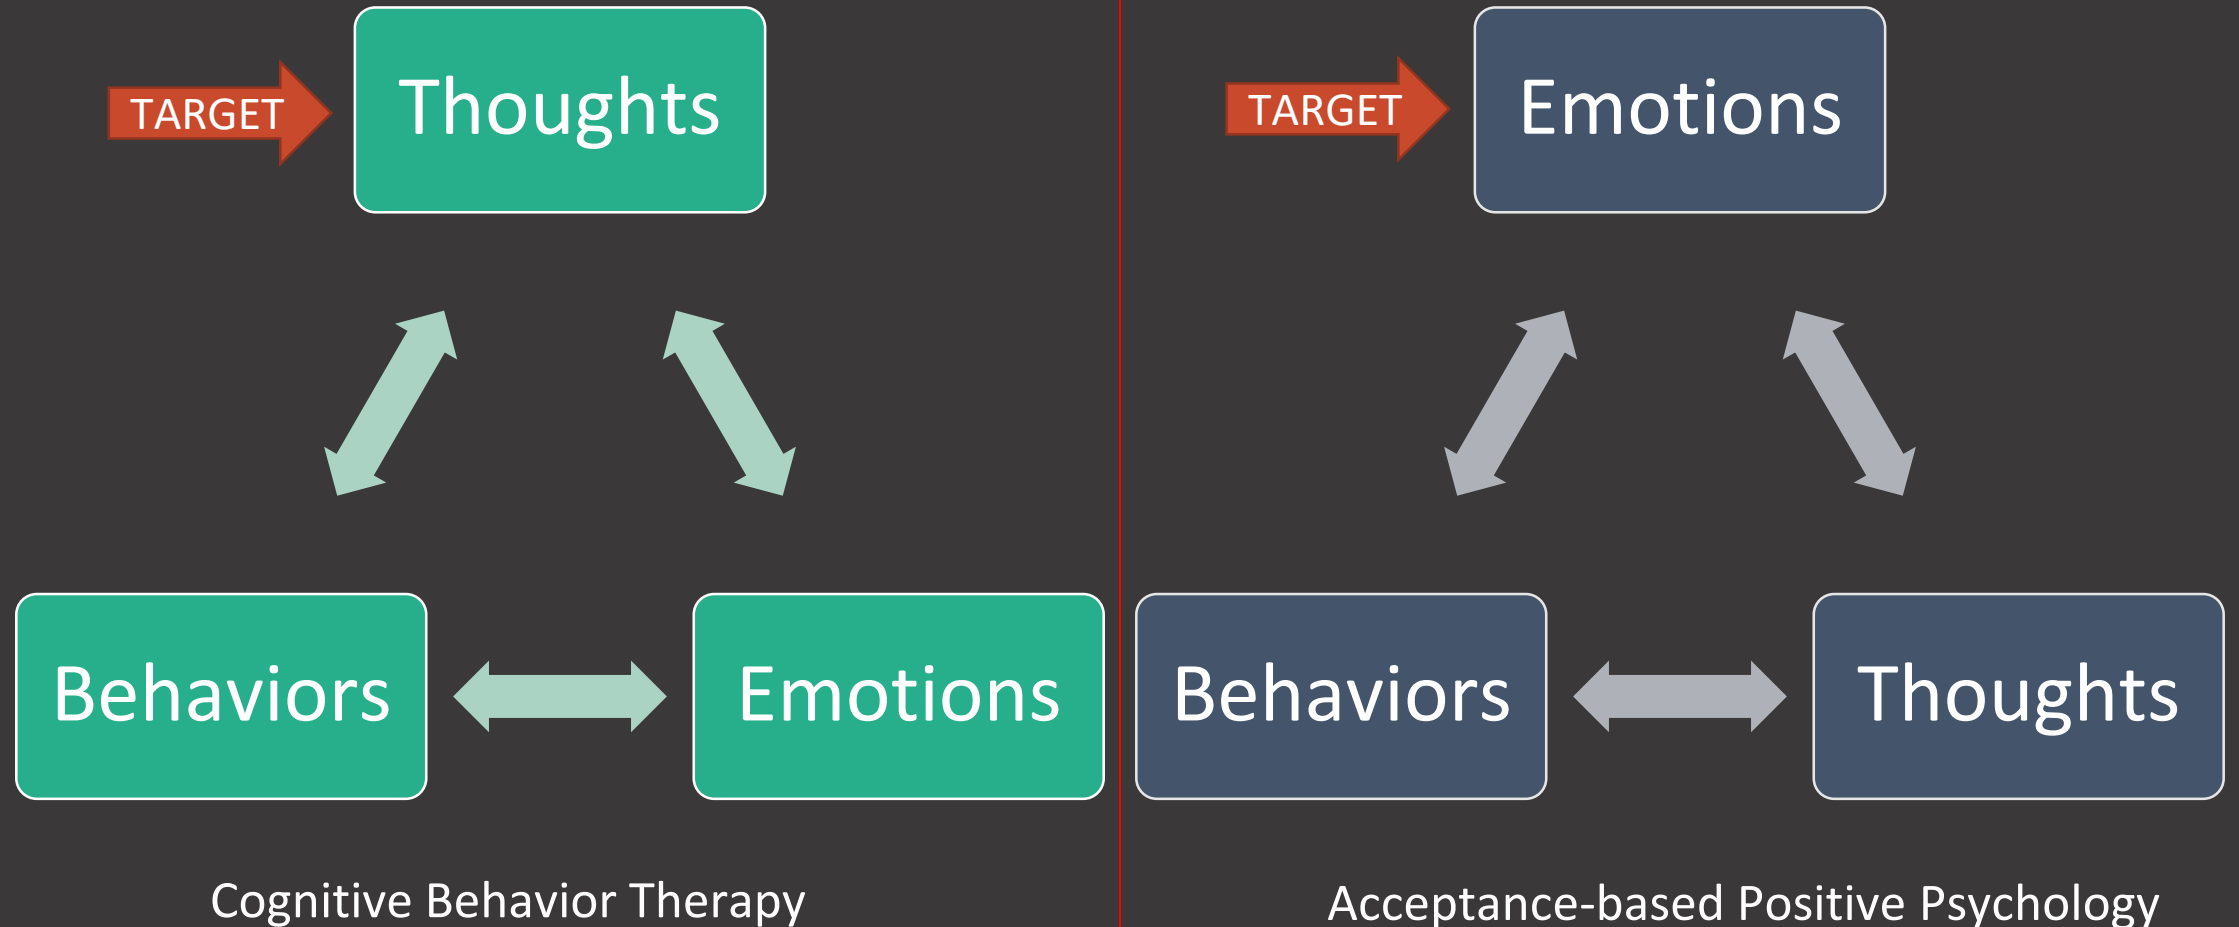 TARGET
Thoughts
Behaviors
Emotions
Cognitive Behavior Therapy
TARGET
Emotions
Behaviors
Thoughts
Acceptance-based Positive Psychology